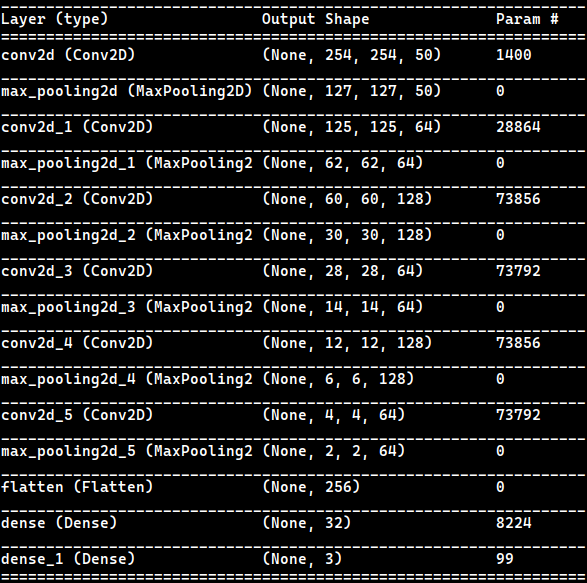 Layer (type) Output Shape Param #
conv2d (Conv2D) (None, 254, 254, 50) 1400
max_pooling2d (MaxPooling2D) (None, 127, 127, 50) 0
conv2d_1 (Conv2D) (None, 125, 125, 64) 28864
max_pooling2d_1 (MaxPooling2 (None, 62, 62, 64) 0
conv2d_2 (Conv2D) (None, 60, 60, 128) 73856
max_pooling2d_2 (MaxPooling2 (None, 30, 30, 128) 0
conv2d_3 (Conv2D) (None, 28, 28, 64) 73792
max_pooling2d_3 (MaxPooling2 (None, 14, 14, 64) 0
conv2d_4 (Conv2D) (None, 12, 12, 128) 73856
max_pooling2d_4 (MaxPooling2 (None, 6, 6, 128) 0
conv2d_5 (Conv2D) (None, 4, 4, 64) 73792
max_pooling2d_5 (MaxPooling2 (None, 2, 2, 64) 0
flatten (Flatten) (None, 256) 0
dense (Dense) (None, 32) 8224
dense_1 (Dense) (None, 3) 99